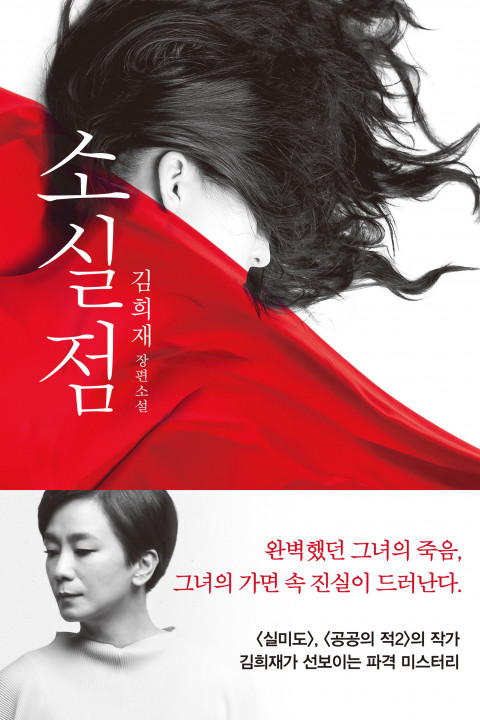 소실점
김희재
장편소설
완벽했던 그녀의 죽음,
그녀의 가면 속 진실이 드러난다.
〈실미도〉, 〈공공의 적2〉의 작가
김희재가 선보이는 파격 미스터리